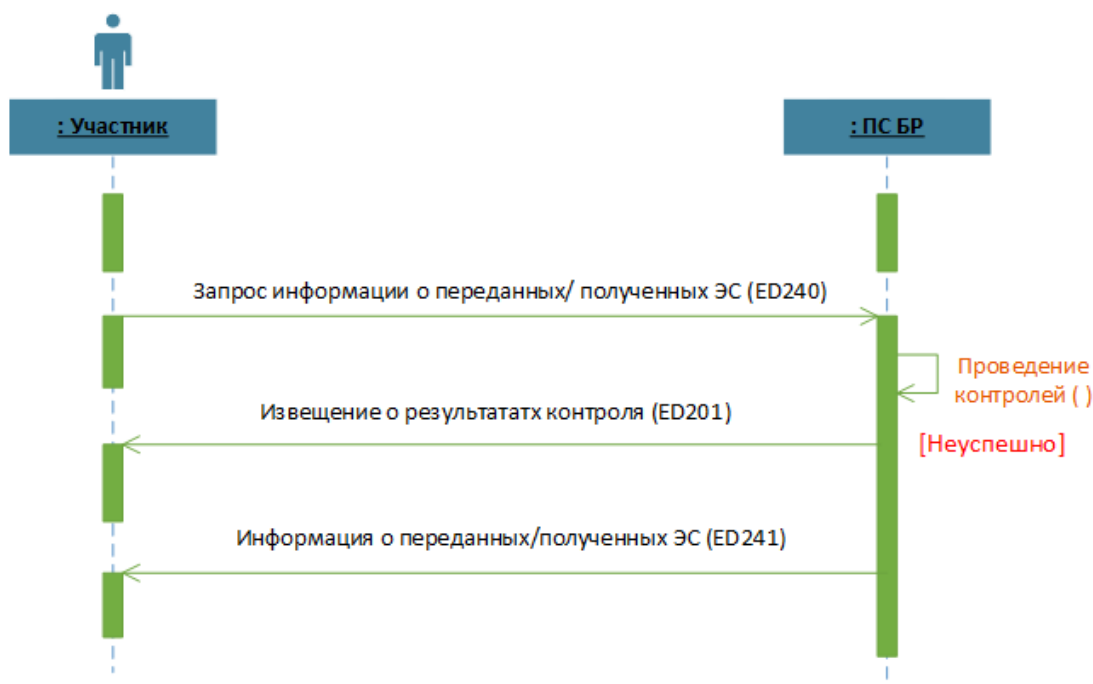 : Участник
: ПС БР
Запрос информации о переданных/ полученных ЭС (ED240)
Проведение
контролей ( )
Извещение о результататх контроля (ED201)
[Неуспешно]
Информация о переданных/полученных ЭС (ED241)